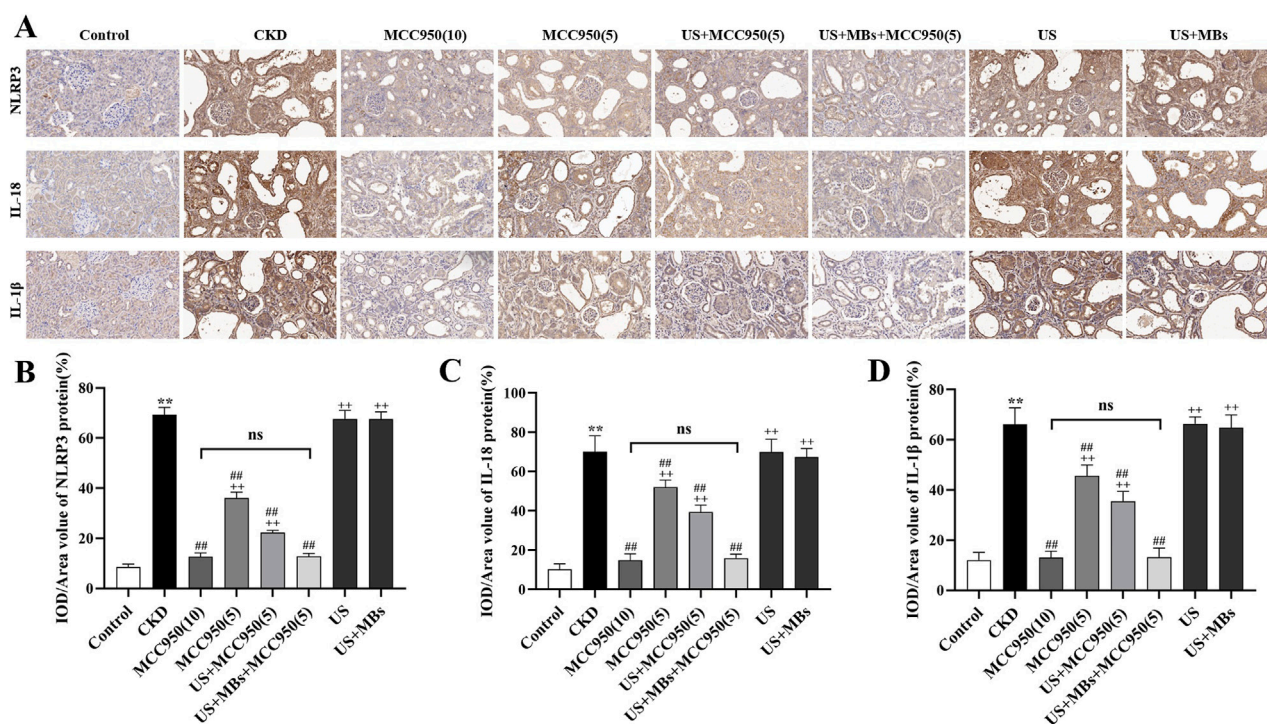 A
Control CKD MCC950(10) MCC950(5) US+MCC950(5) US+MBs+MCC950(5) US US+MBs
NLRP3
IL-18
IL-1β
B
IOD/Area volue of NLRP3 protein(%)
80
60
40
20
0
**
ns
##
##
++
##
++
##
++
++
Control
CKD
MCC950(10)
MCC950(5)
US+MCC950(5)
US+MBs+MCC950(5)
US
US+MBs
C
IOD/Area volue of IL-18 protein(%)
100
80
60
40
20
0
**
ns
##
##
++
##
++
##
++
++
Control
CKD
MCC950(10)
MCC950(5)
US+MCC950(5)
US+MBs+MCC950(5)
US
US+MBs
D
IOD/Area volue of IL-1β protein(%)
80
60
40
20
0
**
ns
##
##
++
##
++
##
++
++
Control
CKD
MCC950(10)
MCC950(5)
US+MCC950(5)
US+MBs+MCC950(5)
US
US+MBs